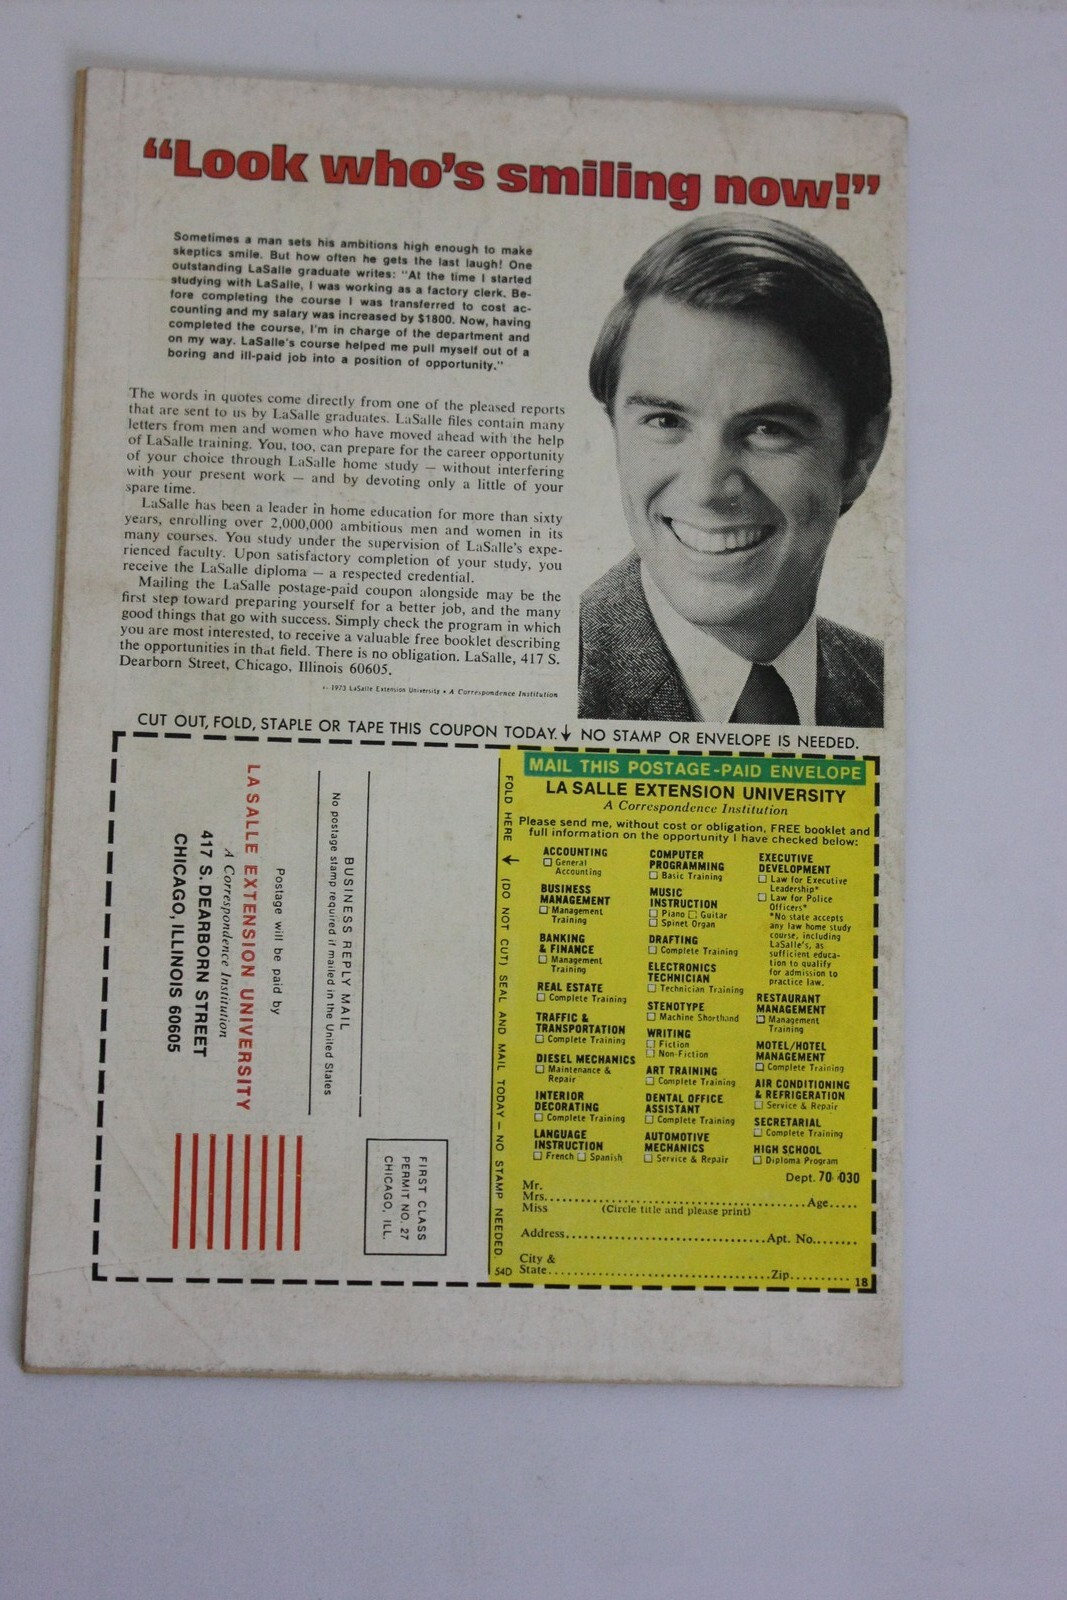 “Look who’s smiling now!”
Sometimes a man sets his ambitions high enough to make
skeptics smile. But how often he gets the last laugh! One
outstanding LaSalle graduate writes: “At the time I started
studying with LaSalle, I was working as a factory clerk. Be-
fore completing the course I was transferred to cost ac-
counting and my salary was increased by $1800. Now, having
completed the course, I’m in charge of the department and
on my way. LaSalle’s course helped me pull myself out of a
boring and ill-paid job into a position of opportunity.”
The words in quotes come directly from one of the pleased reports
that are sent to us by LaSalle graduates. LaSalle files contain many
letters from men and women who have moved ahead with the help
of LaSalle training. You, too, can prepare for the career opportunity
of your choice through LaSalle home study — without interfering
with your present work — and by devoting only a little of your
spare time.
LaSalle has been a leader in home education for more than sixty
years, enrolling over 2,000,000 ambitious men and women in its
many courses. You study under the supervision of LaSalle’s expe-
rienced faculty. Upon satisfactory completion of your study, you
receive the LaSalle diploma — a respected credential.
Mailing the LaSalle postage-paid coupon alongside may be the
first step toward preparing yourself for a better job, and the many
good things that go with success. Simply check the program in which
you are most interested, to receive a valuable free booklet describing
the opportunities in that field. There is no obligation. LaSalle, 417 S.
Dearborn Street, Chicago, Illinois 60605.
© 1973 LaSalle Extension University • A Correspondence Institution
CUT OUT, FOLD, STAPLE OR TAPE THIS COUPON TODAY. ↓ NO STAMP OR ENVELOPE IS NEEDED.
FIRST CLASS
PERMIT NO. 27
CHICAGO, ILL.
BUSINESS REPLY MAIL
No postage stamp required if mailed in the United States
Postage will be paid by
LA SALLE EXTENSION UNIVERSITY
A Correspondence Institution
417 S. DEARBORN STREET
CHICAGO, ILLINOIS 60605
FOLD HERE ← (DO NOT CUT) SEAL AND MAIL TODAY — NO STAMP NEEDED.
54D
MAIL THIS POSTAGE-PAID ENVELOPE
LA SALLE EXTENSION UNIVERSITY
A Correspondence Institution
Please send me, without cost or obligation, FREE booklet and
full information on the opportunity I have checked below:
ACCOUNTING
☐ General
Accounting
BUSINESS
MANAGEMENT
☐ Management
Training
BANKING
& FINANCE
☐ Management
Training
REAL ESTATE
☐ Complete Training
TRAFFIC &
TRANSPORTATION
☐ Complete Training
DIESEL MECHANICS
☐ Maintenance &
Repair
INTERIOR
DECORATING
☐ Complete Training
LANGUAGE
INSTRUCTION
☐ French ☐ Spanish
COMPUTER
PROGRAMMING
☐ Basic Training
MUSIC
INSTRUCTION
☐ Piano ☐ Guitar
☐ Spinet Organ
DRAFTING
☐ Complete Training
ELECTRONICS
TECHNICIAN
☐ Technician Training
STENOTYPE
☐ Machine Shorthand
WRITING
☐ Fiction
☐ Non-Fiction
ART TRAINING
☐ Complete Training
DENTAL OFFICE
ASSISTANT
☐ Complete Training
AUTOMOTIVE
MECHANICS
☐ Service & Repair
EXECUTIVE
DEVELOPMENT
☐ Law for Executive
Leadership*
☐ Law for Police
Officers*
*No state accepts
any law home study
course, including
LaSalle's, as
sufficient educa-
tion to qualify
for admission to
practice law.
RESTAURANT
MANAGEMENT
☐ Management
Training
MOTEL/HOTEL
MANAGEMENT
☐ Complete Training
AIR CONDITIONING
& REFRIGERATION
☐ Service & Repair
SECRETARIAL
☐ Complete Training
HIGH SCHOOL
☐ Diploma Program
Dept. 70-030
Mr.
Mrs. ........ Age .....
Miss (Circle title and please print)
Address ........ Apt. No. ........
City &
State ........ Zip ..........
18